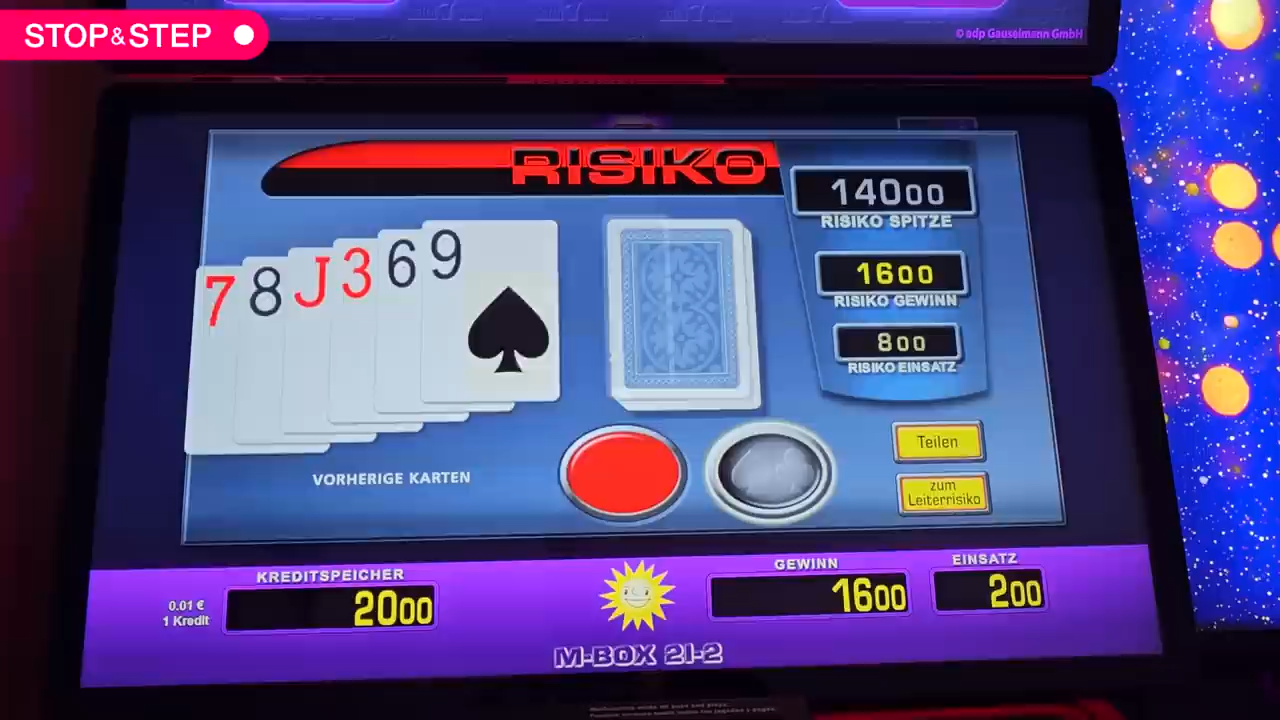 STOP&STEP
© adp Gauselmann GmbH
RISIKO
14000
RISIKO SPITZE
1600
RISIKO GEWINN
800
RISIKO EINSATZ
7 8 J 3 6 9
VORHERIGE KARTEN
Teilen
zum
Leiterrisiko
KREDITSPEICHER
0.01 €
1 Kredit
2000
GEWINN
1600
EINSATZ
200
M-BOX 21-2